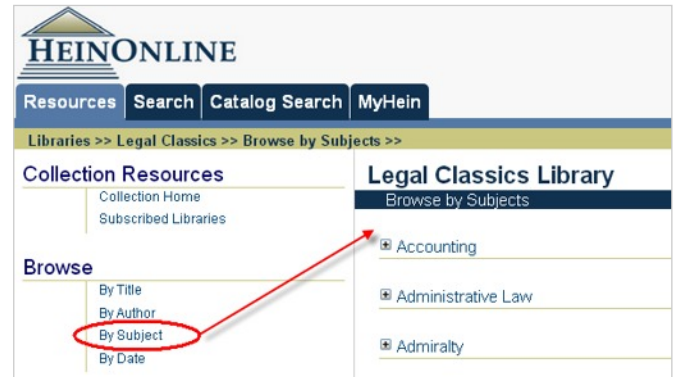 HEINONLINE
Resources Search Catalog Search MyHein
Libraries >> Legal Classics >> Browse by Subjects >>
Collection Resources
Collection Home
Subscribed Libraries
Browse
By Title
By Author
By Subject
By Date
Legal Classics Library
Browse by Subjects
Accounting
Administrative Law
Admiralty